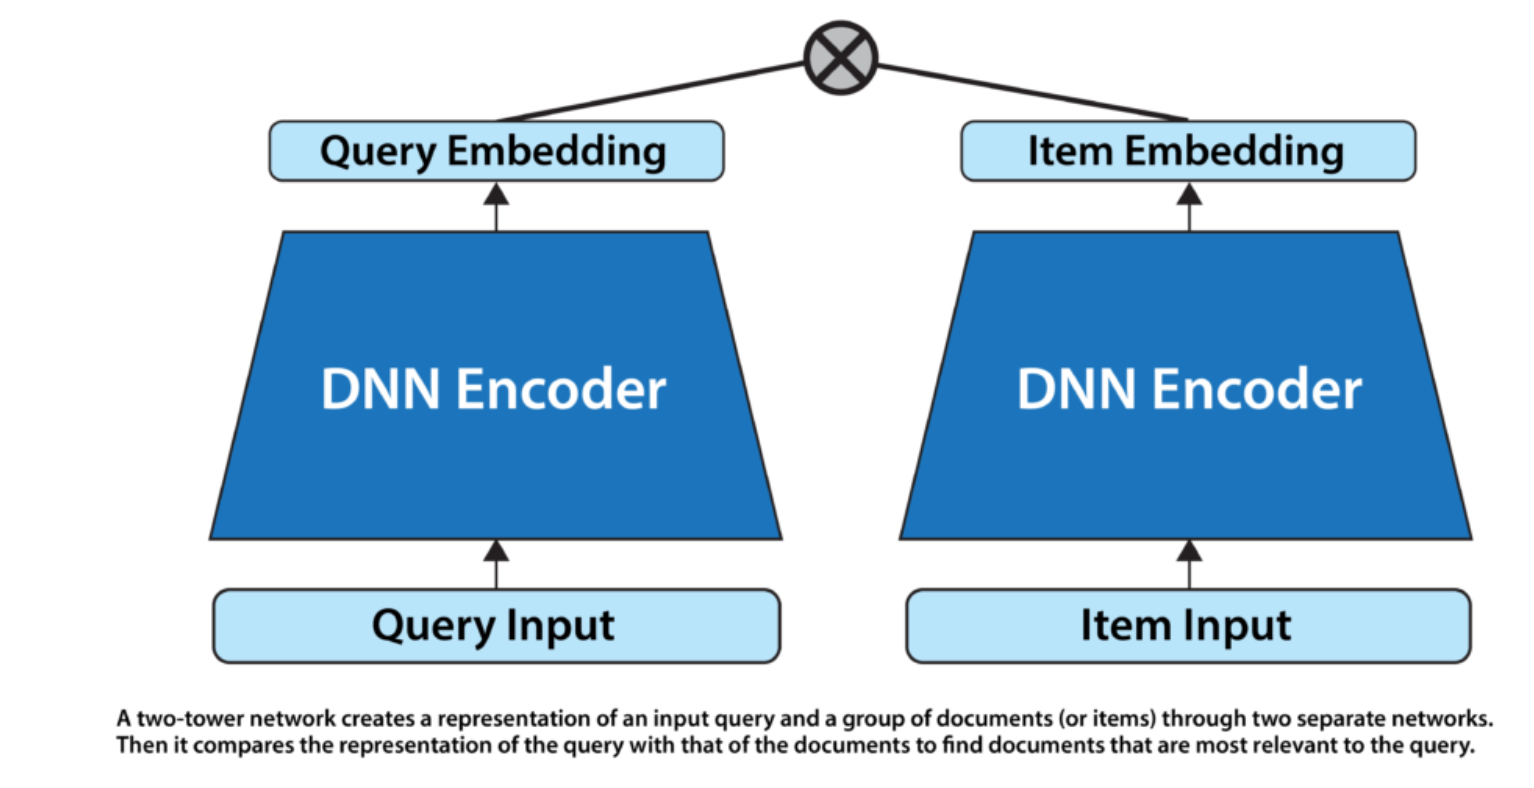 Query Embedding
Item Embedding
DNN Encoder
DNN Encoder
Query Input
Item Input
A two-tower network creates a representation of an input query and a group of documents (or items) through two separate networks.
Then it compares the representation of the query with that of the documents to find documents that are most relevant to the query.